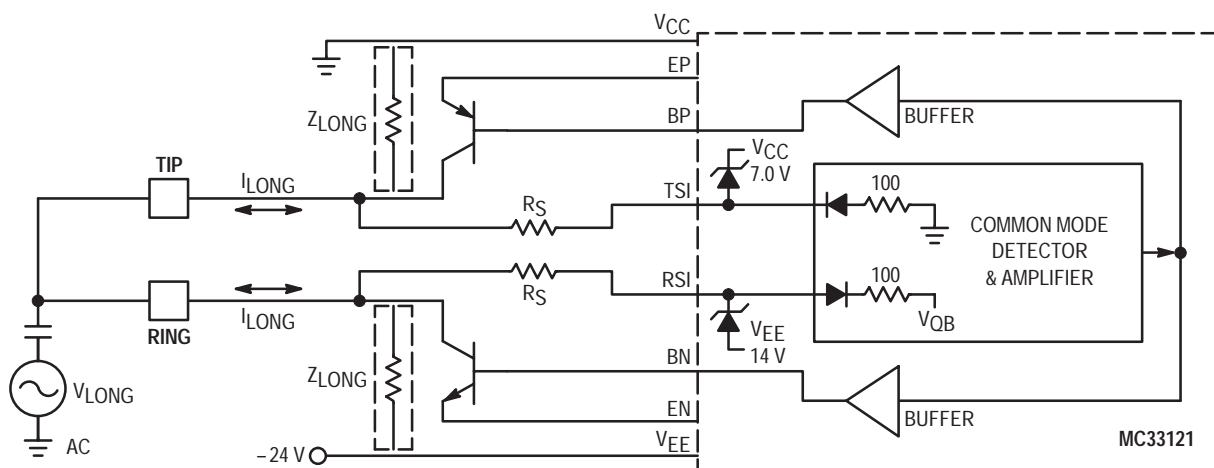 VCC
EP
BP
BUFFER
ZLONG
VCC
7.0 V
TIP
ILONG
TSI
RS
100
COMMON MODE
DETECTOR
& AMPLIFIER
RSI
RS
100
ILONG
RING
VQB
VEE
14 V
BN
ZLONG
VLONG
EN
BUFFER
AC
VEE
–24 V
MC33121